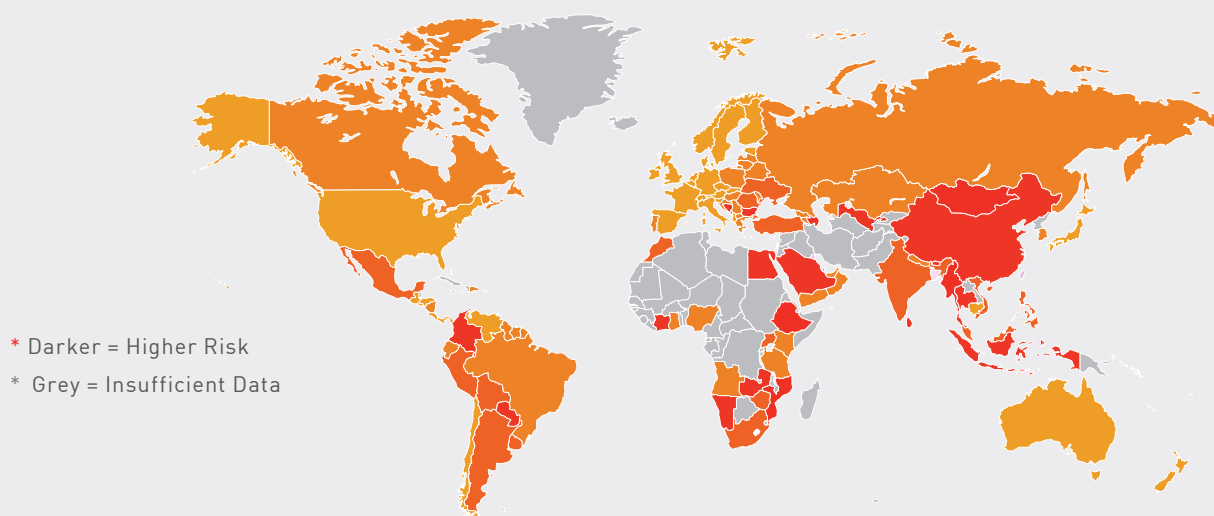 * Darker = Higher Risk
* Grey = Insufficient Data